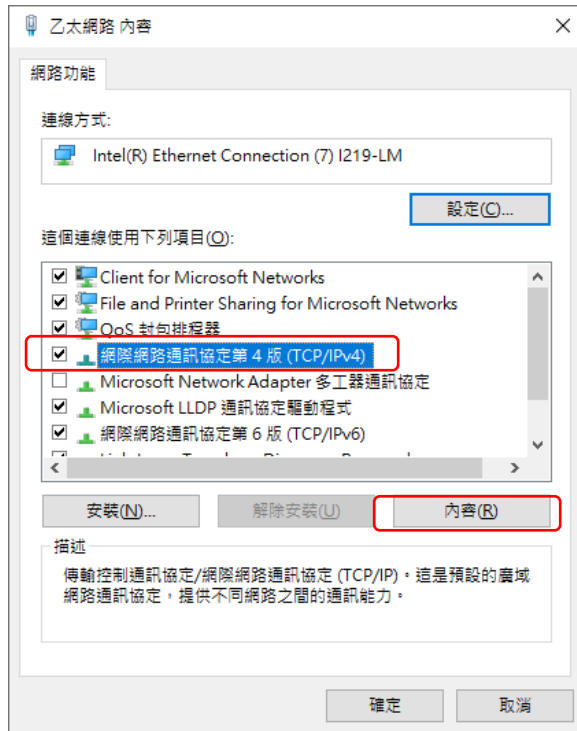 乙太網路 內容
網路功能
連線方式:
Intel(R) Ethernet Connection (7) I219-LM
設定(C)...
這個連線使用下列項目(O):
Client for Microsoft Networks
File and Printer Sharing for Microsoft Networks
QoS 封包排程器
網際網路通訊協定第 4 版 (TCP/IPv4)
Microsoft Network Adapter 多工器通訊協定
Microsoft LLDP 通訊協定驅動程式
網際網路通訊協定第 6 版 (TCP/IPv6)
安裝(N)...
解除安裝(U)
內容(R)
描述
傳輸控制通訊協定/網際網路通訊協定 (TCP/IP)。這是預設的廣域
網路通訊協定，提供不同網路之間的通訊能力。
確定
取消